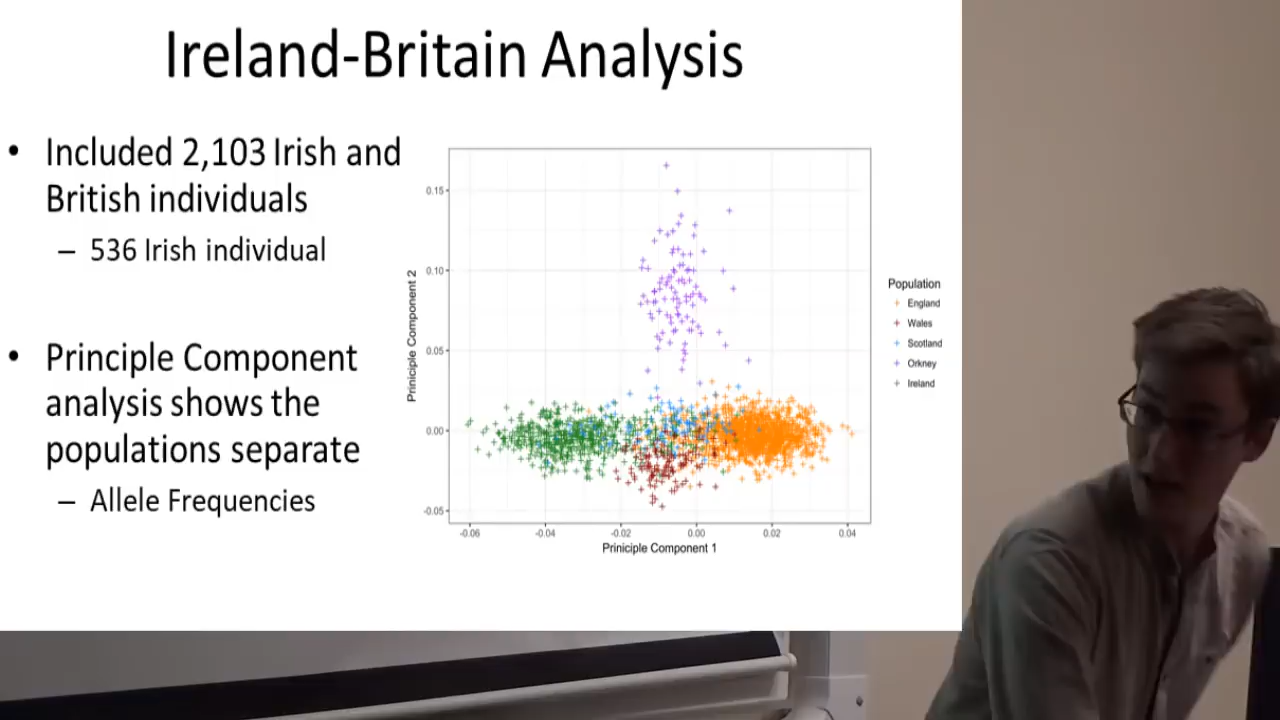 Ireland-Britain Analysis
• Included 2,103 Irish and
British individuals
– 536 Irish individual
• Principle Component
analysis shows the
populations separate
– Allele Frequencies
Priniciple Component 2
0.15
0.10
0.05
0.00
-0.05
-0.06
-0.04
-0.02
0.00
0.02
0.04
Priniciple Component 1
Population
England
Wales
Scotland
Orkney
Ireland